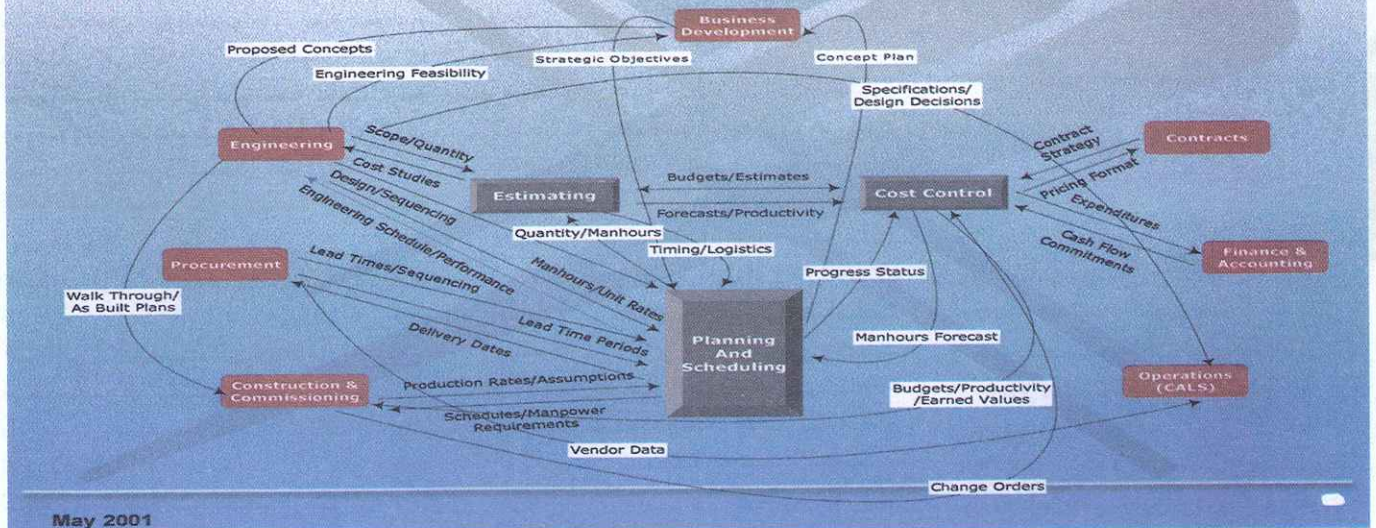 Business
Development
Proposed Concepts
Strategic Objectives
Concept Plan
Engineering Feasibility
Specifications/
Design Decisions
Engineering
Scope/Quantity
Cost Studies
Design/Sequencing
Engineering Schedule/Performance
Manhours/Unit Rates
Estimating
Budgets/Estimates
Forecasts/Productivity
Cost Control
Contract
Strategy
Pricing Format
Contracts
Expenditures
Cash Flow
Commitments
Finance &
Accounting
Quantity/Manhours
Timing/Logistics
Progress Status
Procurement
Lead Times/Sequencing
Lead Time Periods
Delivery Dates
Walk Through/
As Built Plans
Planning
And
Scheduling
Manhours Forecast
Construction &
Commissioning
Production Rates/Assumptions
Schedules/Manpower
Requirements
Budgets/Productivity
/Earned Values
Operations
(CALS)
Vendor Data
Change Orders
May 2001